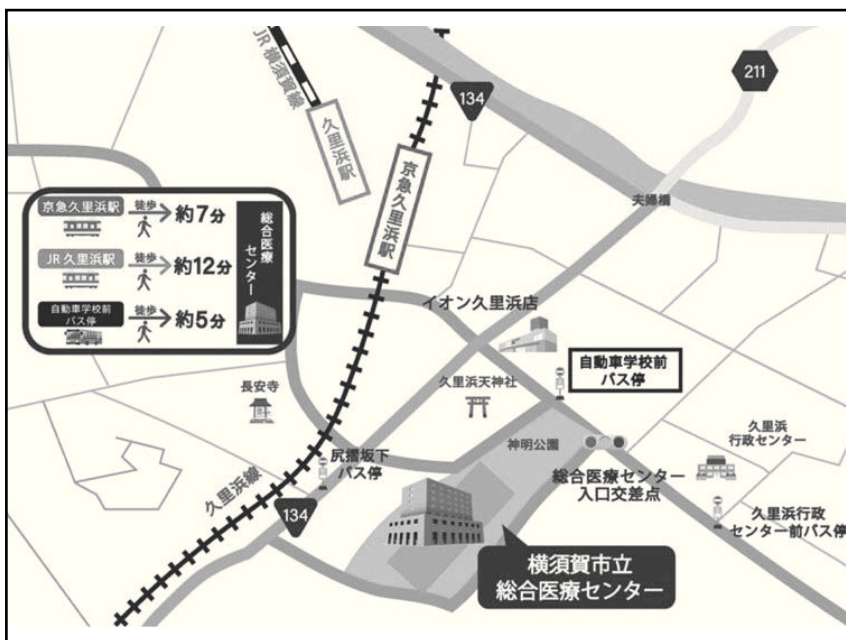 JR 横須賀線
久里浜駅
京急久里浜駅
134
211
夫婦橋
京急久里浜駅 徒歩 約7分
JR 久里浜駅 徒歩 約12分
自動車学校前
バス停
徒歩 約5分
総合医療
センター
イオン久里浜店
自動車学校前
バス停
長安寺
久里浜天神社
神明公園
久里浜
行政センター
尻摺坂下
バス停
総合医療センター
入口交差点
久里浜行政
センター前バス停
久里浜線
134
横須賀市立
総合医療センター